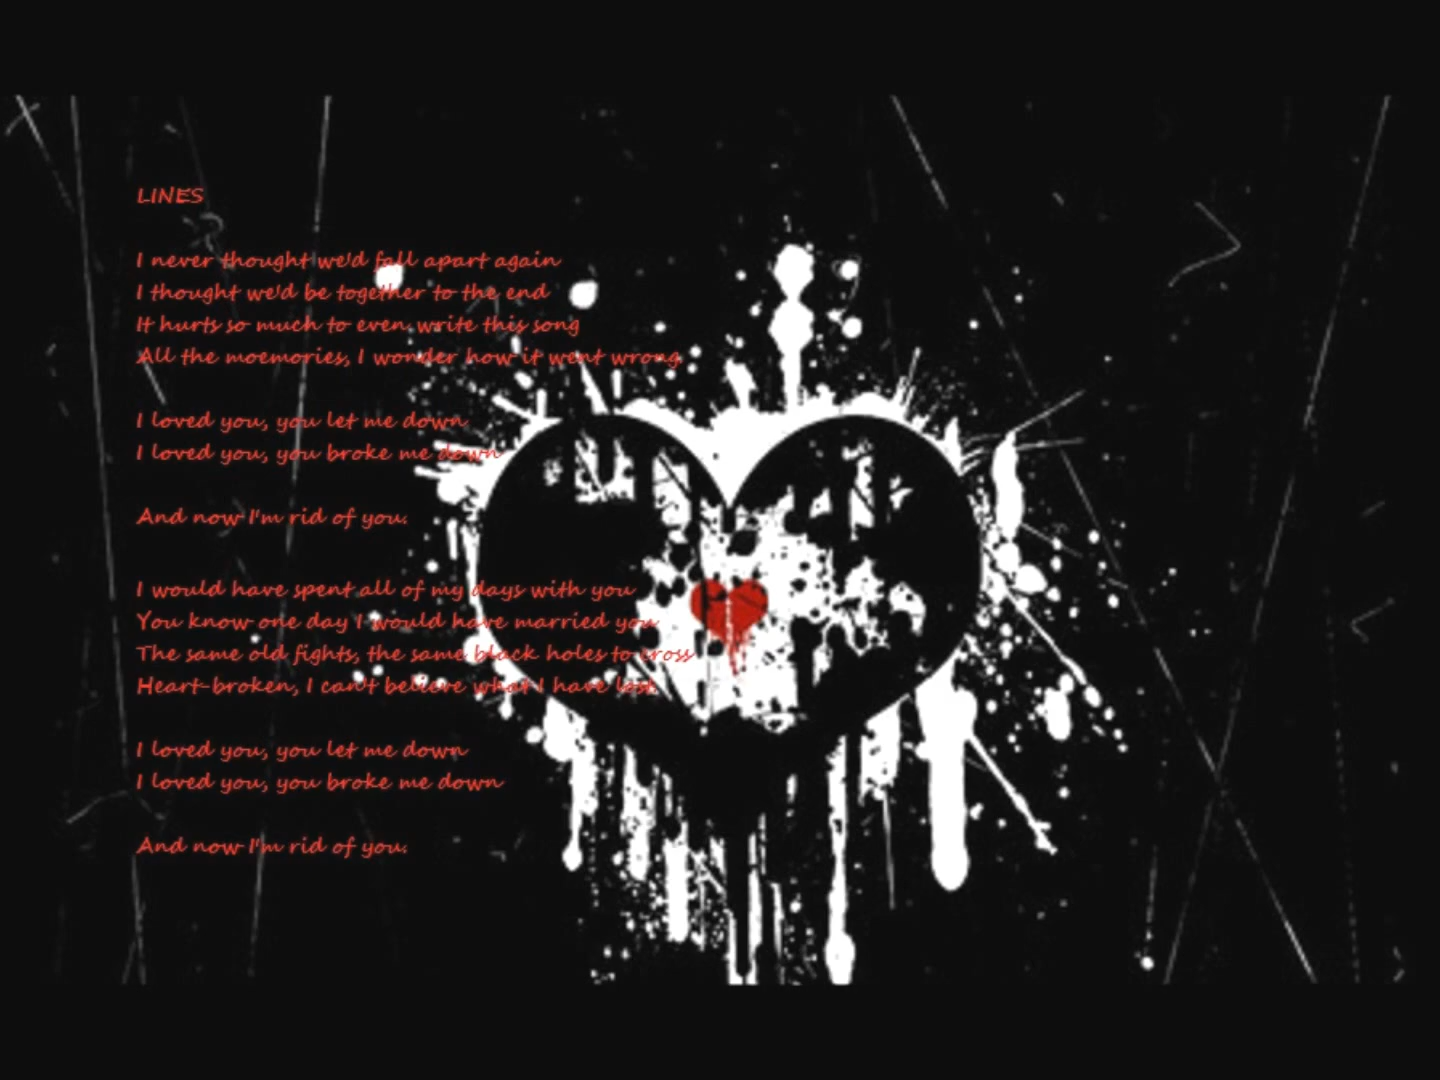 LINES
I never thought we'd fall apart again
I thought we'd be together to the end
It hurts so much to even write this song
All the moemories, I wonder how it went wrong.
I loved you, you let me down
I loved you, you broke me down
And now I'm rid of you.
I would have spent all of my days with you
You know one day I would have married you
The same old fights, the same black holes to cross
Heart-broken, I can't believe what I have lost.
I loved you, you let me down
I loved you, you broke me down
And now I'm rid of you.